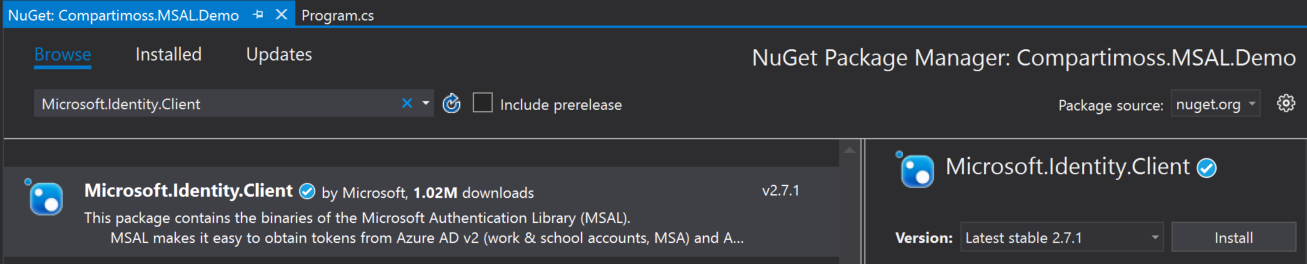 NuGet: Compartimoss.MSAL.Demo Program.cs
Browse Installed Updates
NuGet Package Manager: Compartimoss.MSAL.Demo
Microsoft.Identity.Client
Include prerelease
Package source: nuget.org
Microsoft.Identity.Client by Microsoft, 1.02M downloads
v2.7.1
This package contains the binaries of the Microsoft Authentication Library (MSAL).
MSAL makes it easy to obtain tokens from Azure AD v2 (work & school accounts, MSA) and A...
Microsoft.Identity.Client
Version: Latest stable 2.7.1
Install